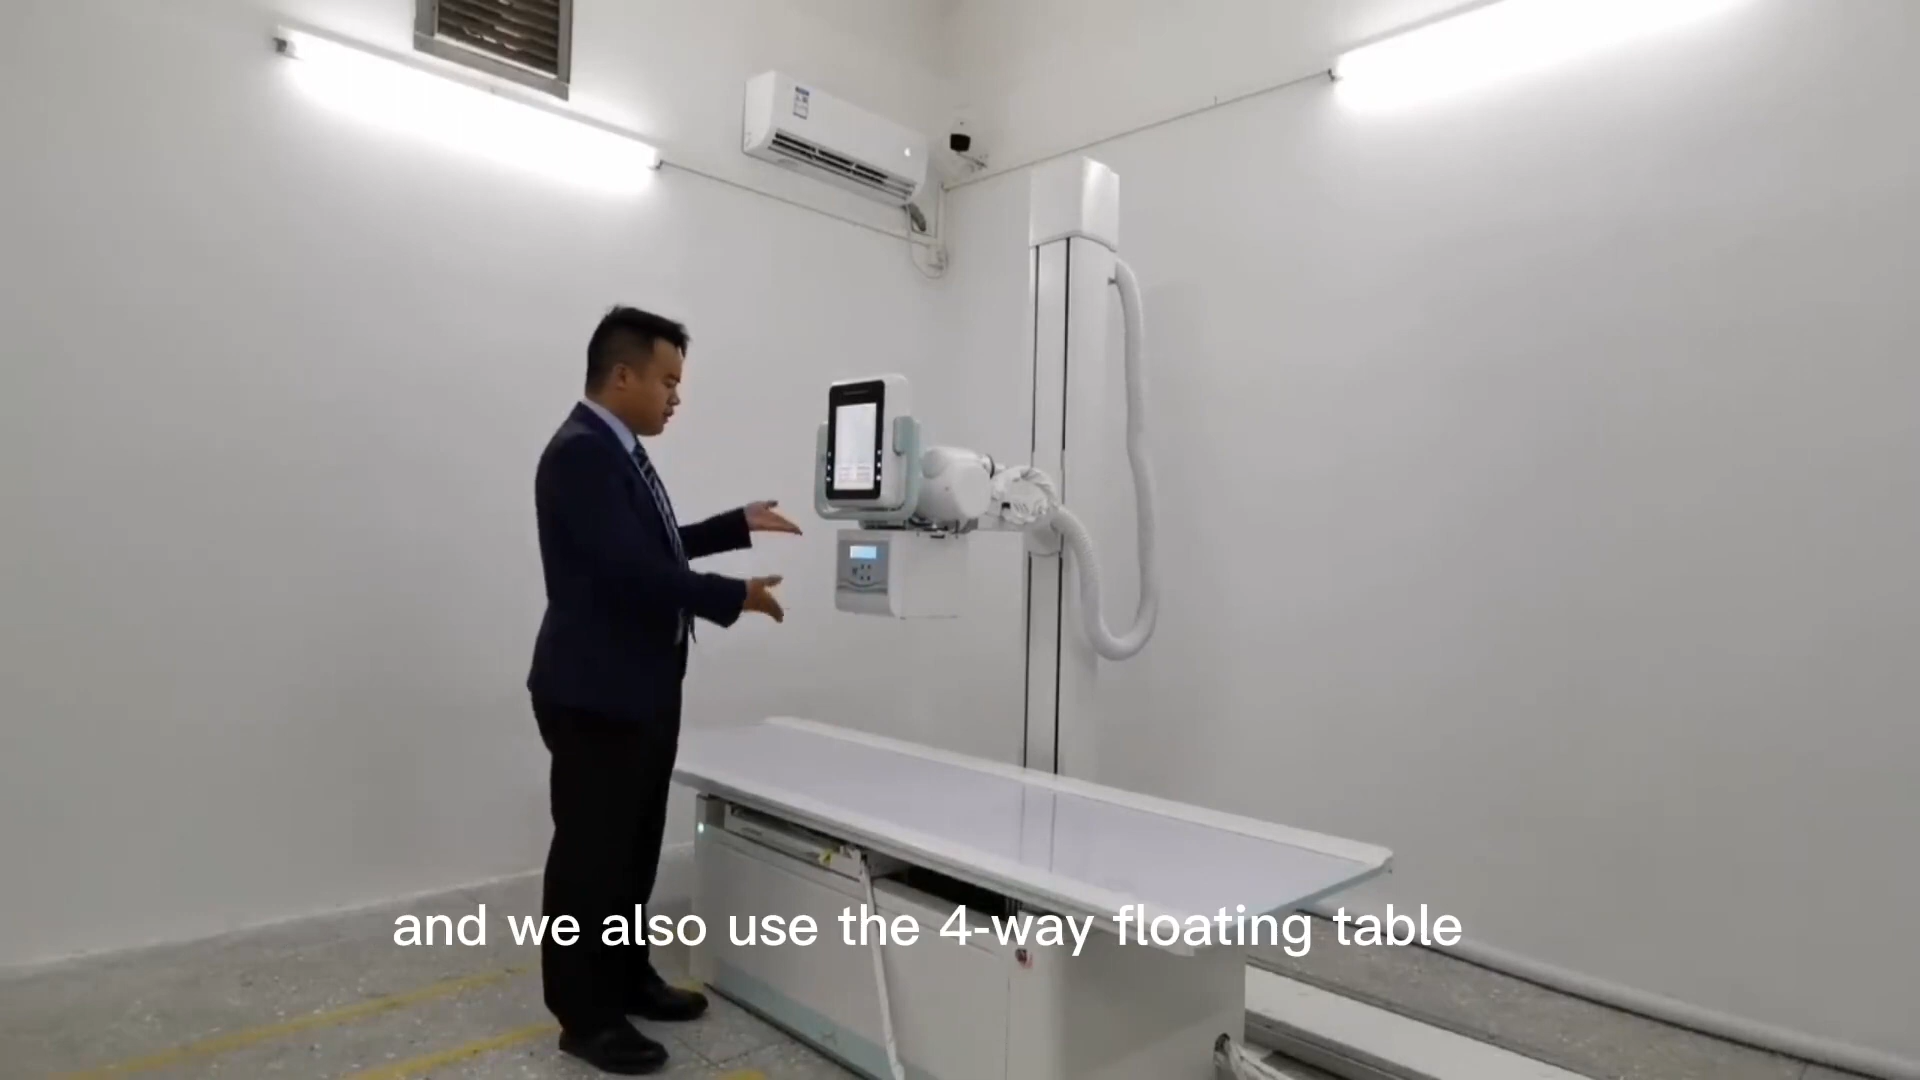 and we also use the 4-way floating table